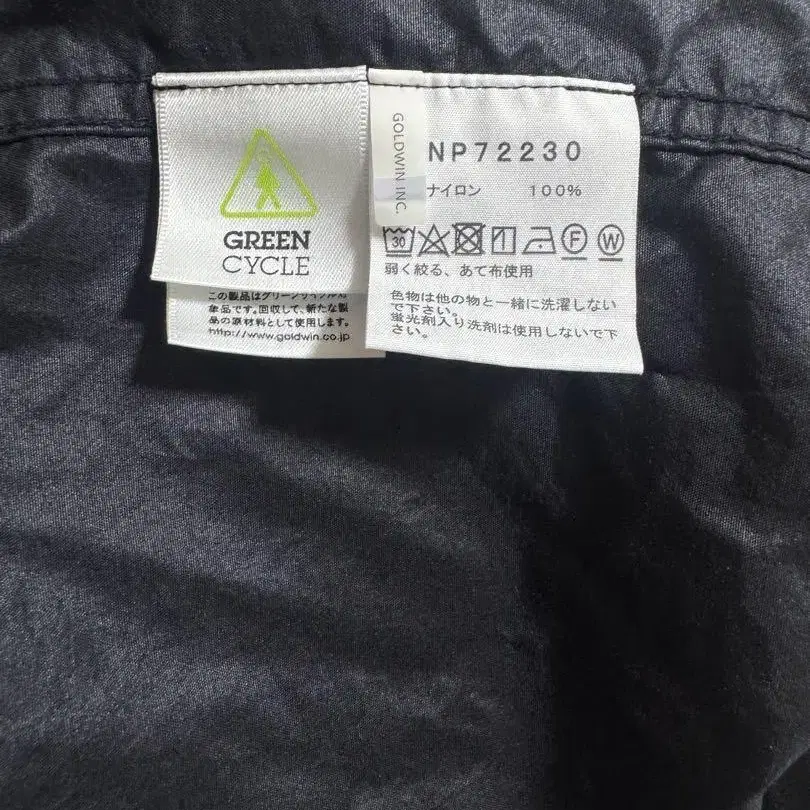 GREEN
CYCLE
この製品はグリーンサイクル対
象品です。回収して、新たな製
品の原材料として使用します。
http://www.goldwin.co.jp
GOLDWIN INC.
NP72230
ナイロン 100%
30
F
W
弱く絞る、あて布使用
色物は他の物と一緒に洗濯しない
で下さい。
蛍光剤入り洗剤は使用しないで下
さい。